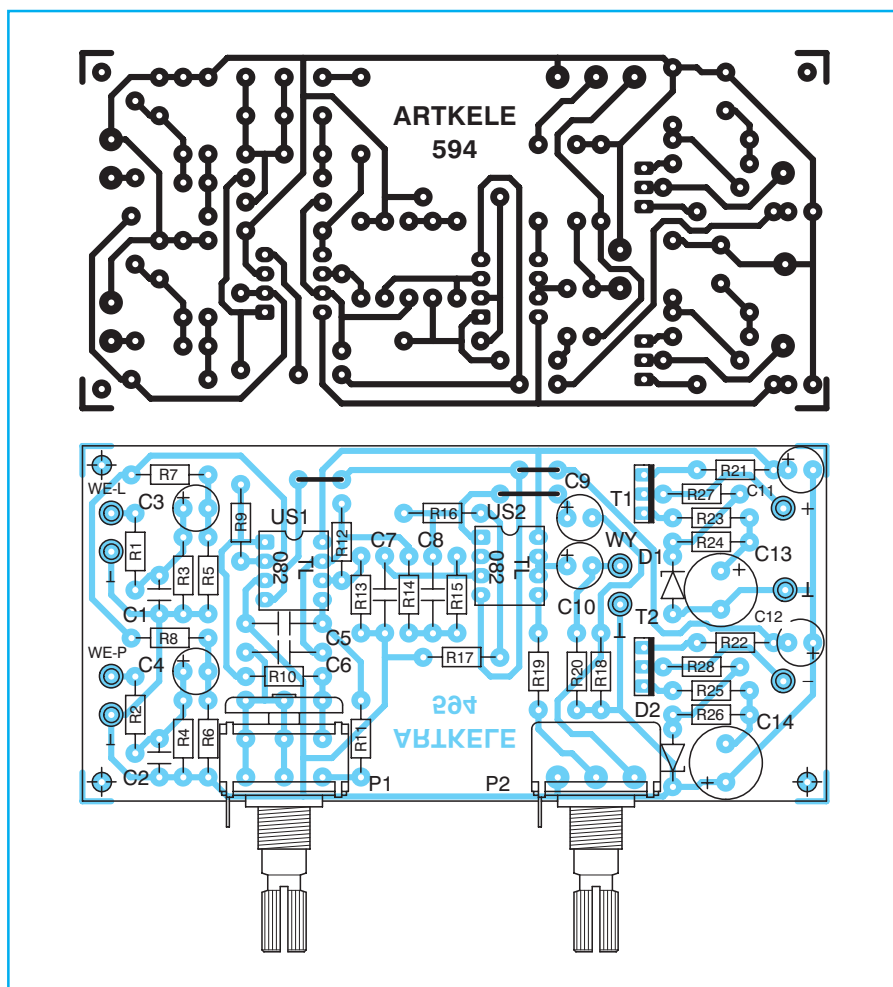 ARTKELE
594
R7
WE-L
C3
R9
US1
R12
C7
C8
R16
US2
C9
WY
T1
R21
R27
C11
+
R23
R24
D1
C13
R1
⊥
R3
R5
082
TL
R13
R14
R15
082
TL
C10
T2
⊥
C1
R8
C5
C12
R22
WE-P
C4
C6
R10
R17
R19
R20
R18
R28
R25
−
R2
⊥
R4
R6
R11
594
ARTKELE
D2
R26
C14
C2
P1
P2